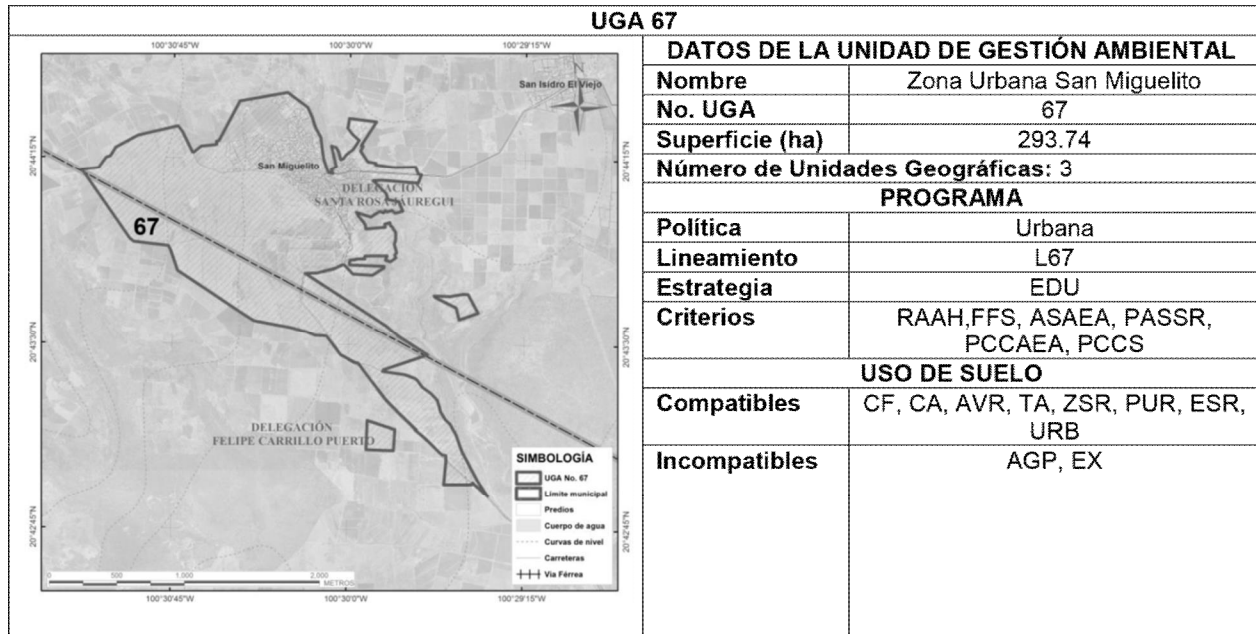 UGA 67
100°30'45"W 100°30'0"W 100°29'15"W
20°44'15"N
20°43'30"N
20°42'45"N
San Isidro El Viejo
San Miguelito
DELEGACIÓN
SANTA ROSA JÁUREGUI
67
DELEGACIÓN
FELIPE CARRILLO PUERTO
SIMBOLOGÍA
UGA No. 67
Límite municipal
Predios
Cuerpo de agua
Curvas de nivel
Carreteras
Vía Férrea
0 500 1,000 2,000
METROS
20°44'15"N
20°43'30"N
20°42'45"N
100°30'45"W 100°30'0"W 100°29'15"W
DATOS DE LA UNIDAD DE GESTIÓN AMBIENTAL
Nombre Zona Urbana San Miguelito
No. UGA 67
Superficie (ha) 293.74
Número de Unidades Geográficas: 3
PROGRAMA
Política Urbana
Lineamiento L67
Estrategia EDU
Criterios RAAH,FFS, ASAEA, PASSR,
PCCAEA, PCCS
USO DE SUELO
Compatibles CF, CA, AVR, TA, ZSR, PUR, ESR,
URB
Incompatibles AGP, EX